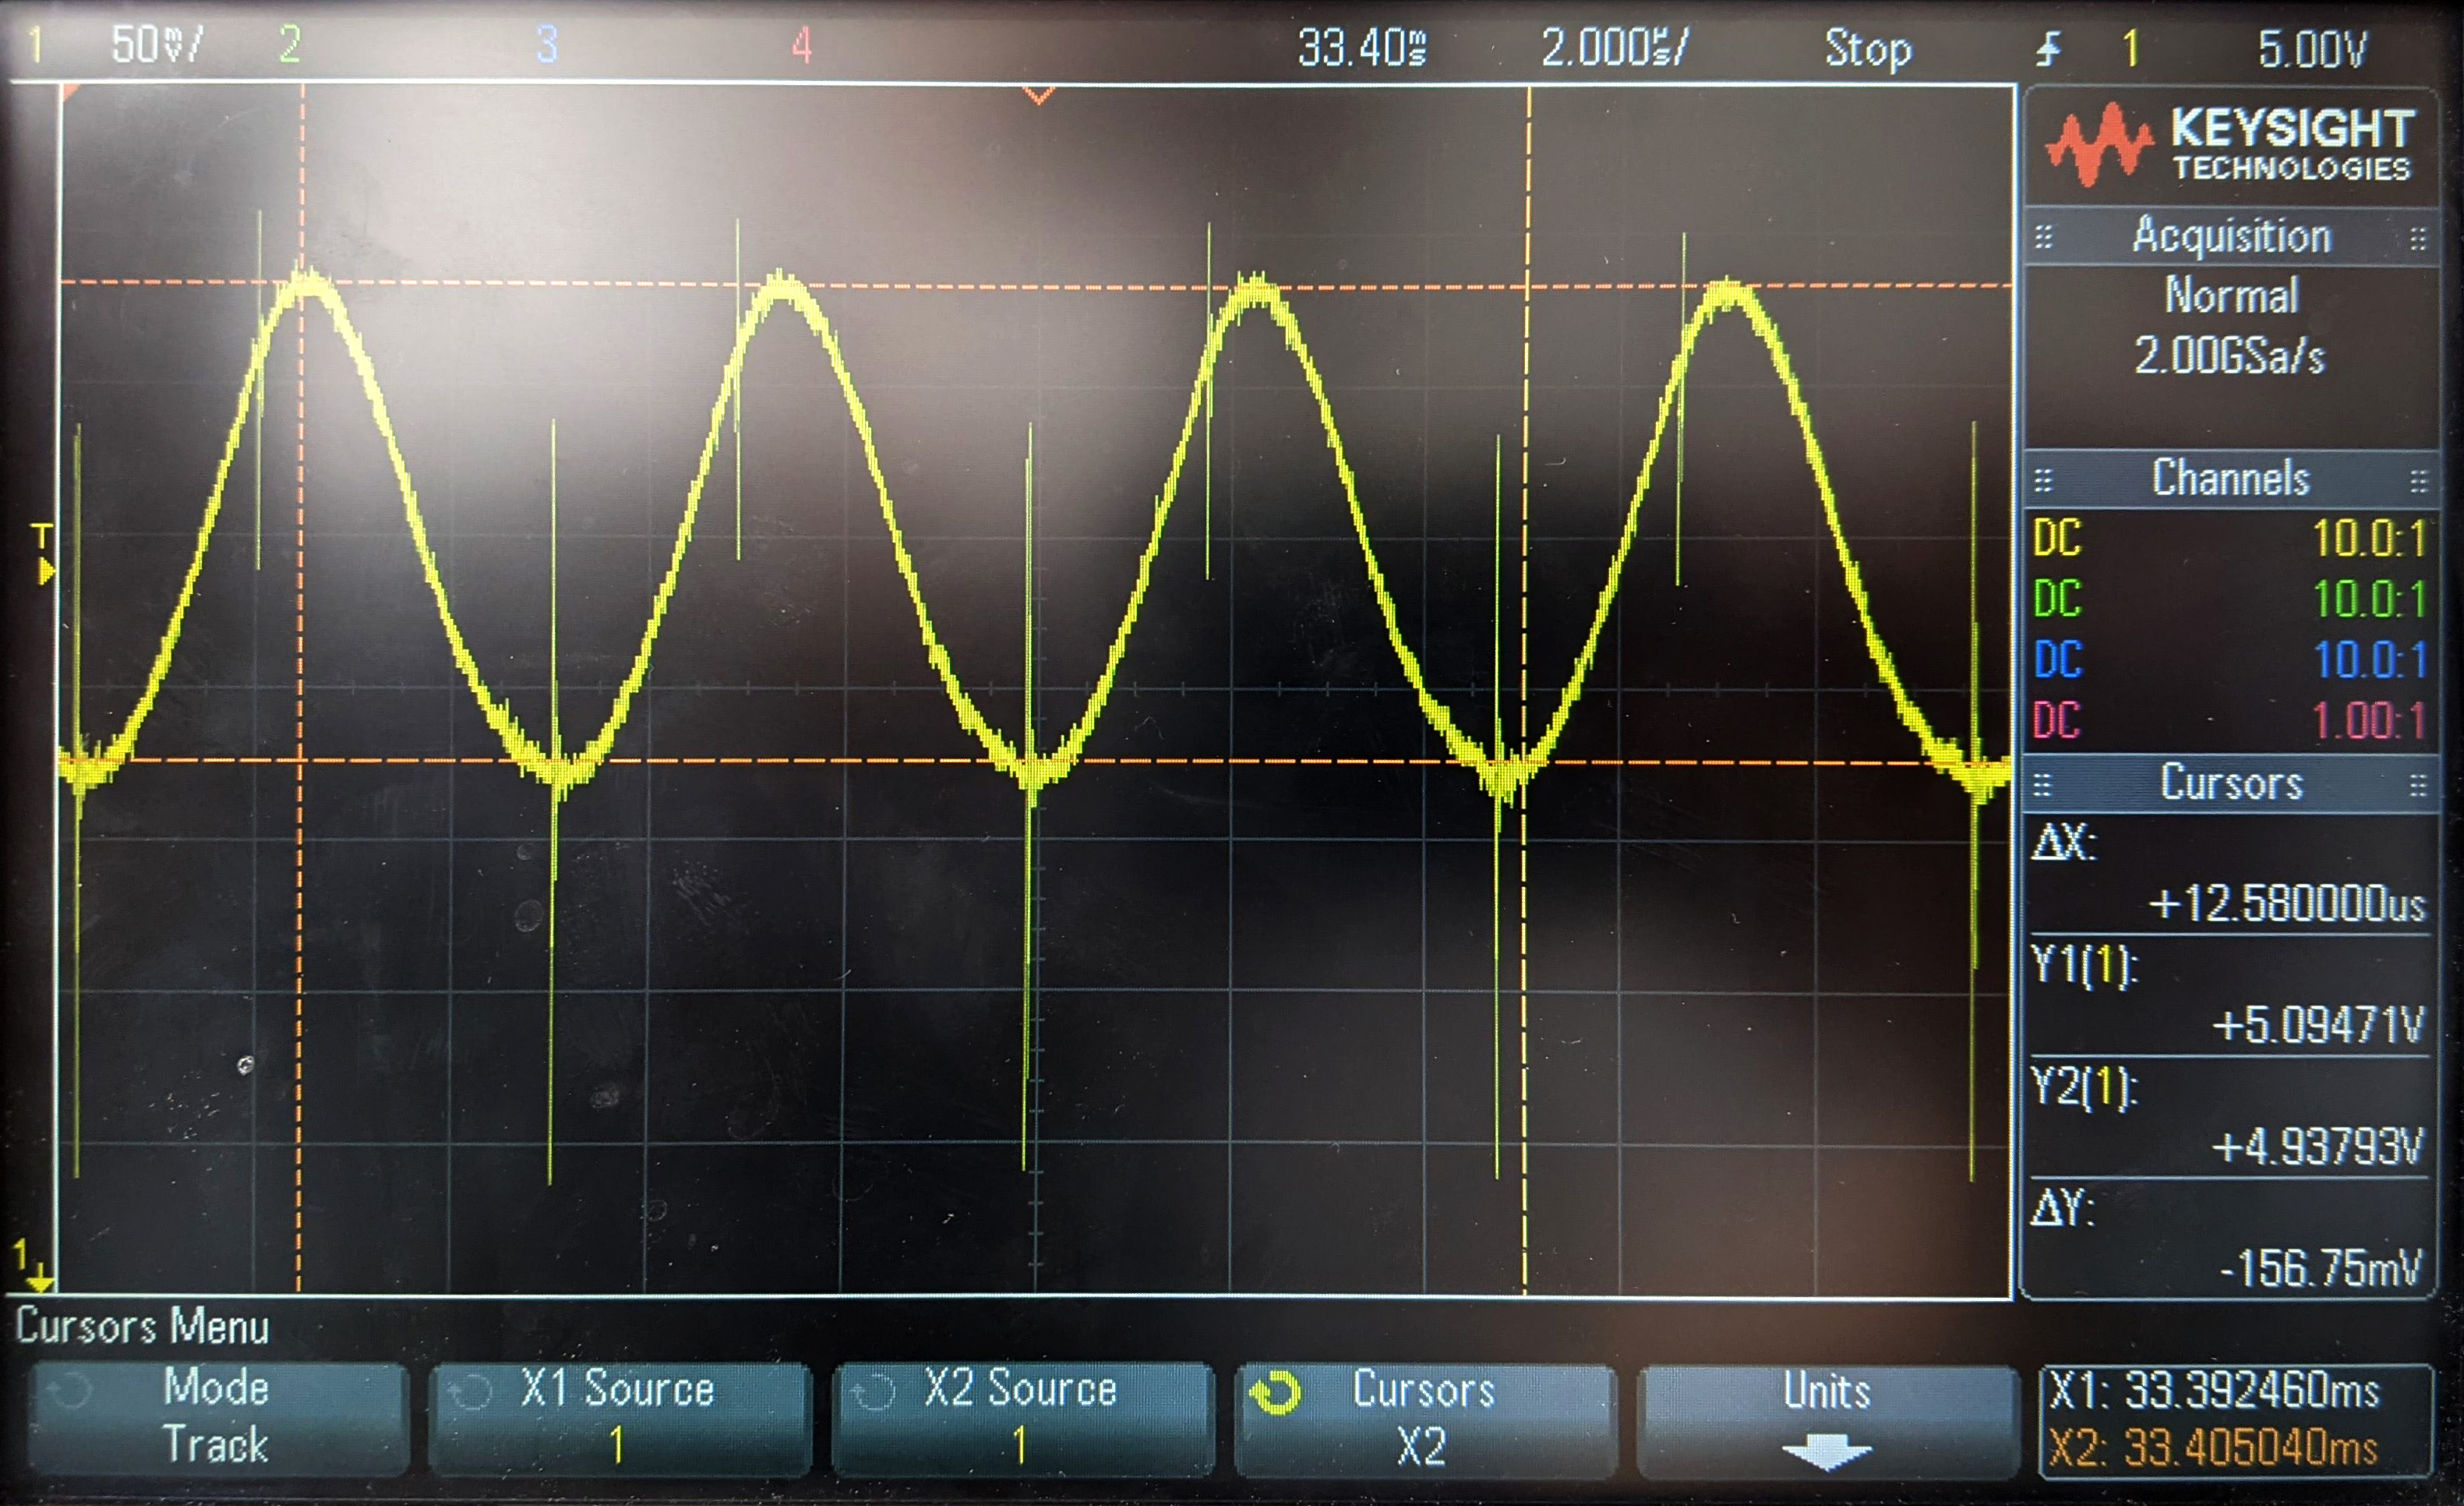 1 50mV/ 2 3 4 33.40ms 2.000µs/ Stop 1 5.00V
KEYSIGHT
TECHNOLOGIES
Acquisition
Normal
2.00GSa/s
Channels
DC 10.0:1
DC 10.0:1
DC 10.0:1
DC 1.00:1
Cursors
ΔX:
+12.580000us
Y1(1):
+5.09471V
Y2(1):
+4.93793V
ΔY:
-156.75mV
T
1
Cursors Menu
Mode
Track
X1 Source
1
X2 Source
1
Cursors
X2
Units
X1: 33.392460ms
X2: 33.405040ms